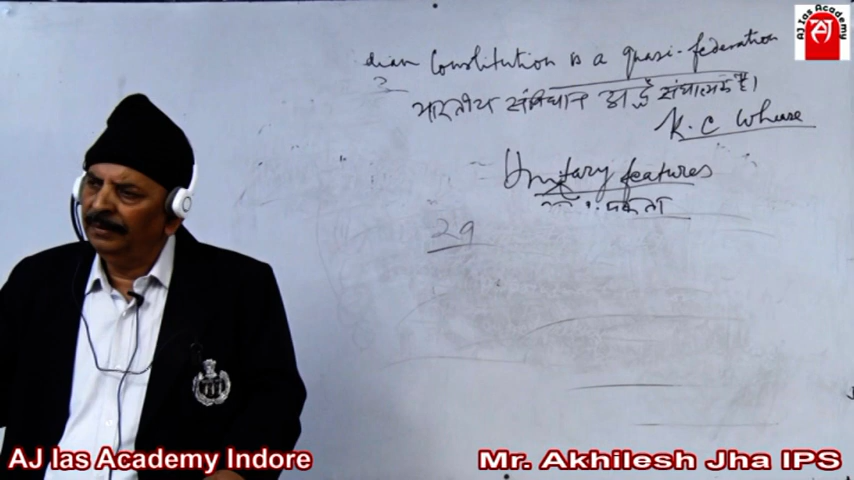 dian Constitution is a quasi-federation
भारतीय संविधान संघात्मक है।
K. C Wheare
Unitary features
29
AJ Ias Academy
AJ Ias Academy Indore
Mr. Akhilesh Jha IPS